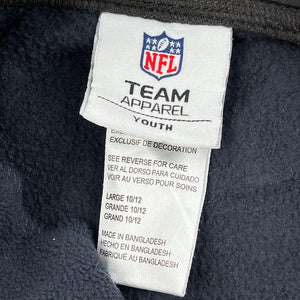 NFL
TEAM
APPAREL
YOUTH
EXCLUSIF DE DECORATION
SEE REVERSE FOR CARE
VER AL DORSO PARA CUIDADO
VOIR AU VERSO POUR SOINS
LARGE 10/12
GRANDE 10/12
GRAND 10/12
MADE IN BANGLADESH
HECHO EN BANGLADESH
FABRIQUÉ AU BANGLADESH